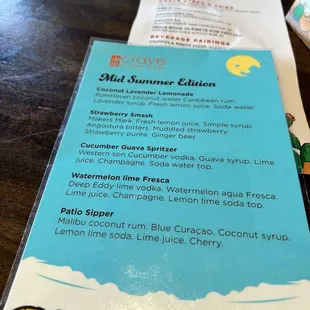 crave
Mid Summer Edition
Coconut Lavender Lemonade
RumHaven coconut water Caribbean rum
Lavender syrup. Fresh lemon juice. Soda water.
Strawberry Smash
Makers Mark. Fresh lemon juice. Simple syrup.
Angostura bitters. Muddled strawberry.
Strawberry purée. Ginger beer.
Cucumber Guava Spritzer
Western son Cucumber vodka. Guava syrup. Lime
juice. Champagne. Soda water top.
Watermelon lime Fresca
Deep Eddy lime vodka. Watermelon agua Fresca.
Lime juice. Champagne. Lemon lime soda top.
Patio Sipper
Malibu coconut rum. Blue Curaçao. Coconut syrup.
Lemon lime soda. Lime juice. Cherry.
BEVERAGE PAIRINGS